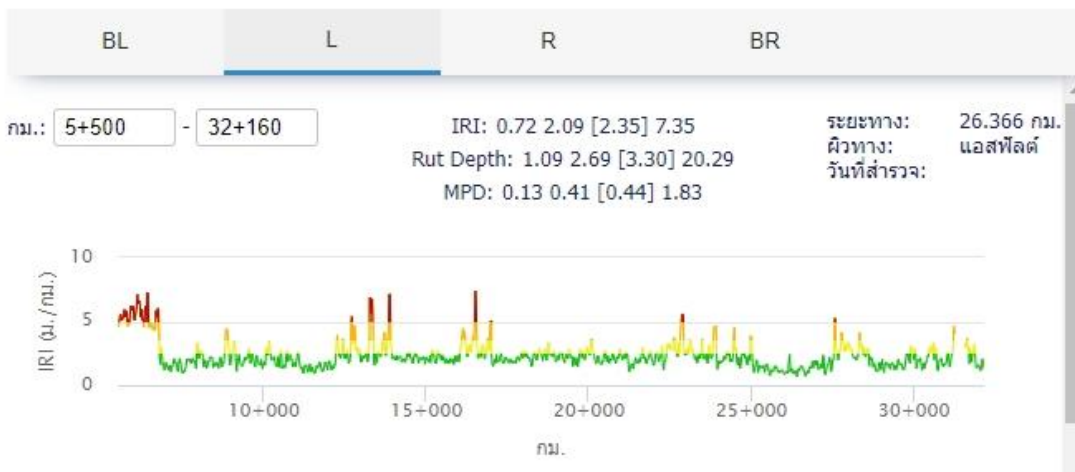 BL L R BR
กม.: 5+500 - 32+160
IRI: 0.72 2.09 [2.35] 7.35
Rut Depth: 1.09 2.69 [3.30] 20.29
MPD: 0.13 0.41 [0.44] 1.83
ระยะทาง: 26.366 กม.
ผิวทาง: แอสฟัลต์
วันที่สำรวจ:
IRI (ม./กม.)
10
5
0
10+000 15+000 20+000 25+000 30+000
กม.